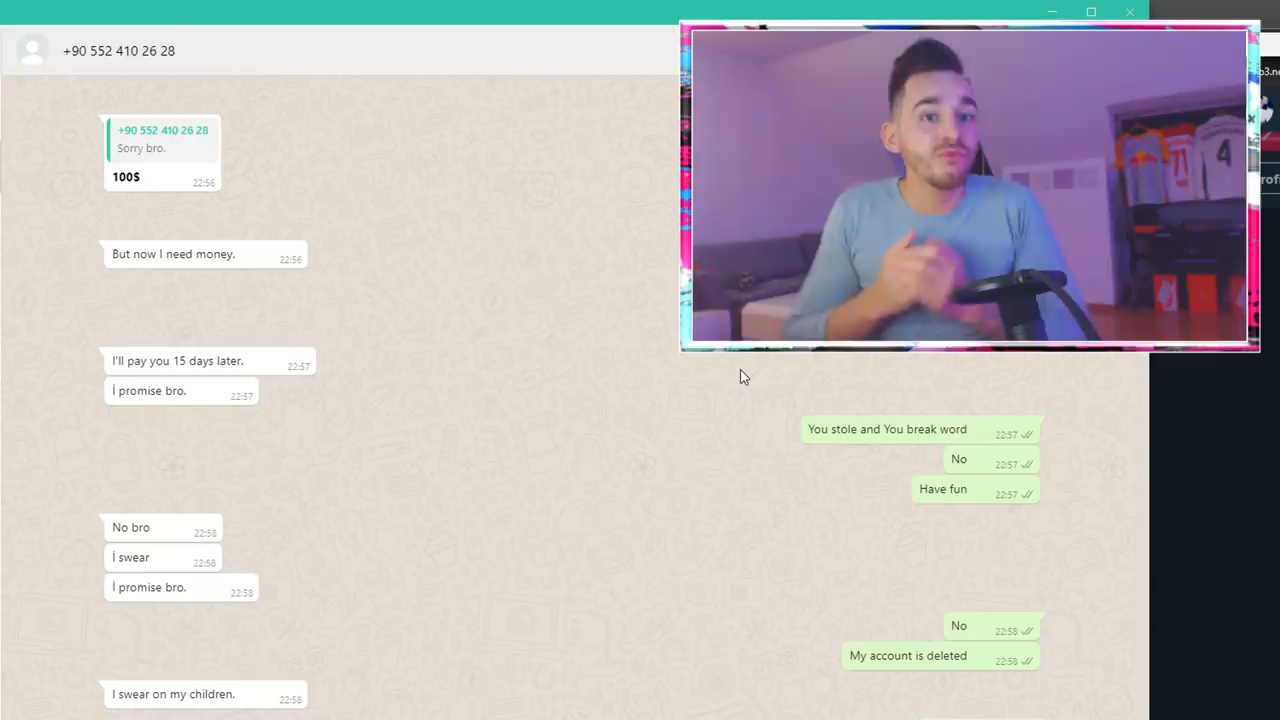 +90 552 410 26 28
+90 552 410 26 28
Sorry bro.
100$ 22:56
But now I need money. 22:56
I'll pay you 15 days later. 22:57
İ promise bro. 22:57
You stole and You break word 22:57
No 22:57
Have fun 22:57
No bro 22:58
İ swear 22:58
İ promise bro. 22:58
No 22:58
My account is deleted 22:58
I swear on my children. 22:58
4